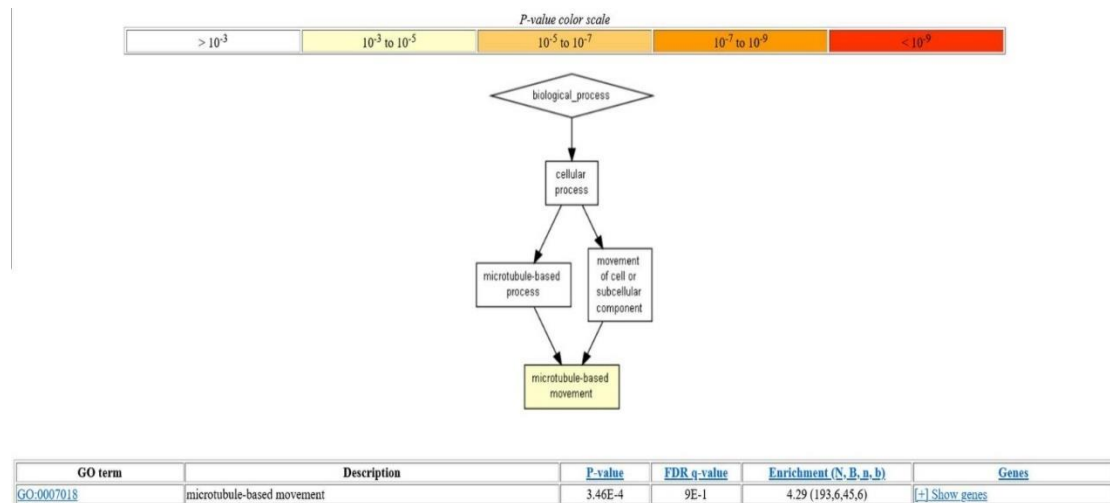 P-value color scale
> 10-3 10-3 to 10-5 10-5 to 10-7 10-7 to 10-9 < 10-9
biological_process
cellular
process
microtubule-based
process
movement
of cell or
subcellular
component
microtubule-based
movement
GO term Description P-value FDR q-value Enrichment (N, B, n, b) Genes
GO:0007018 microtubule-based movement 3.46E-4 9E-1 4.29 (193,6,45,6) [+] Show genes